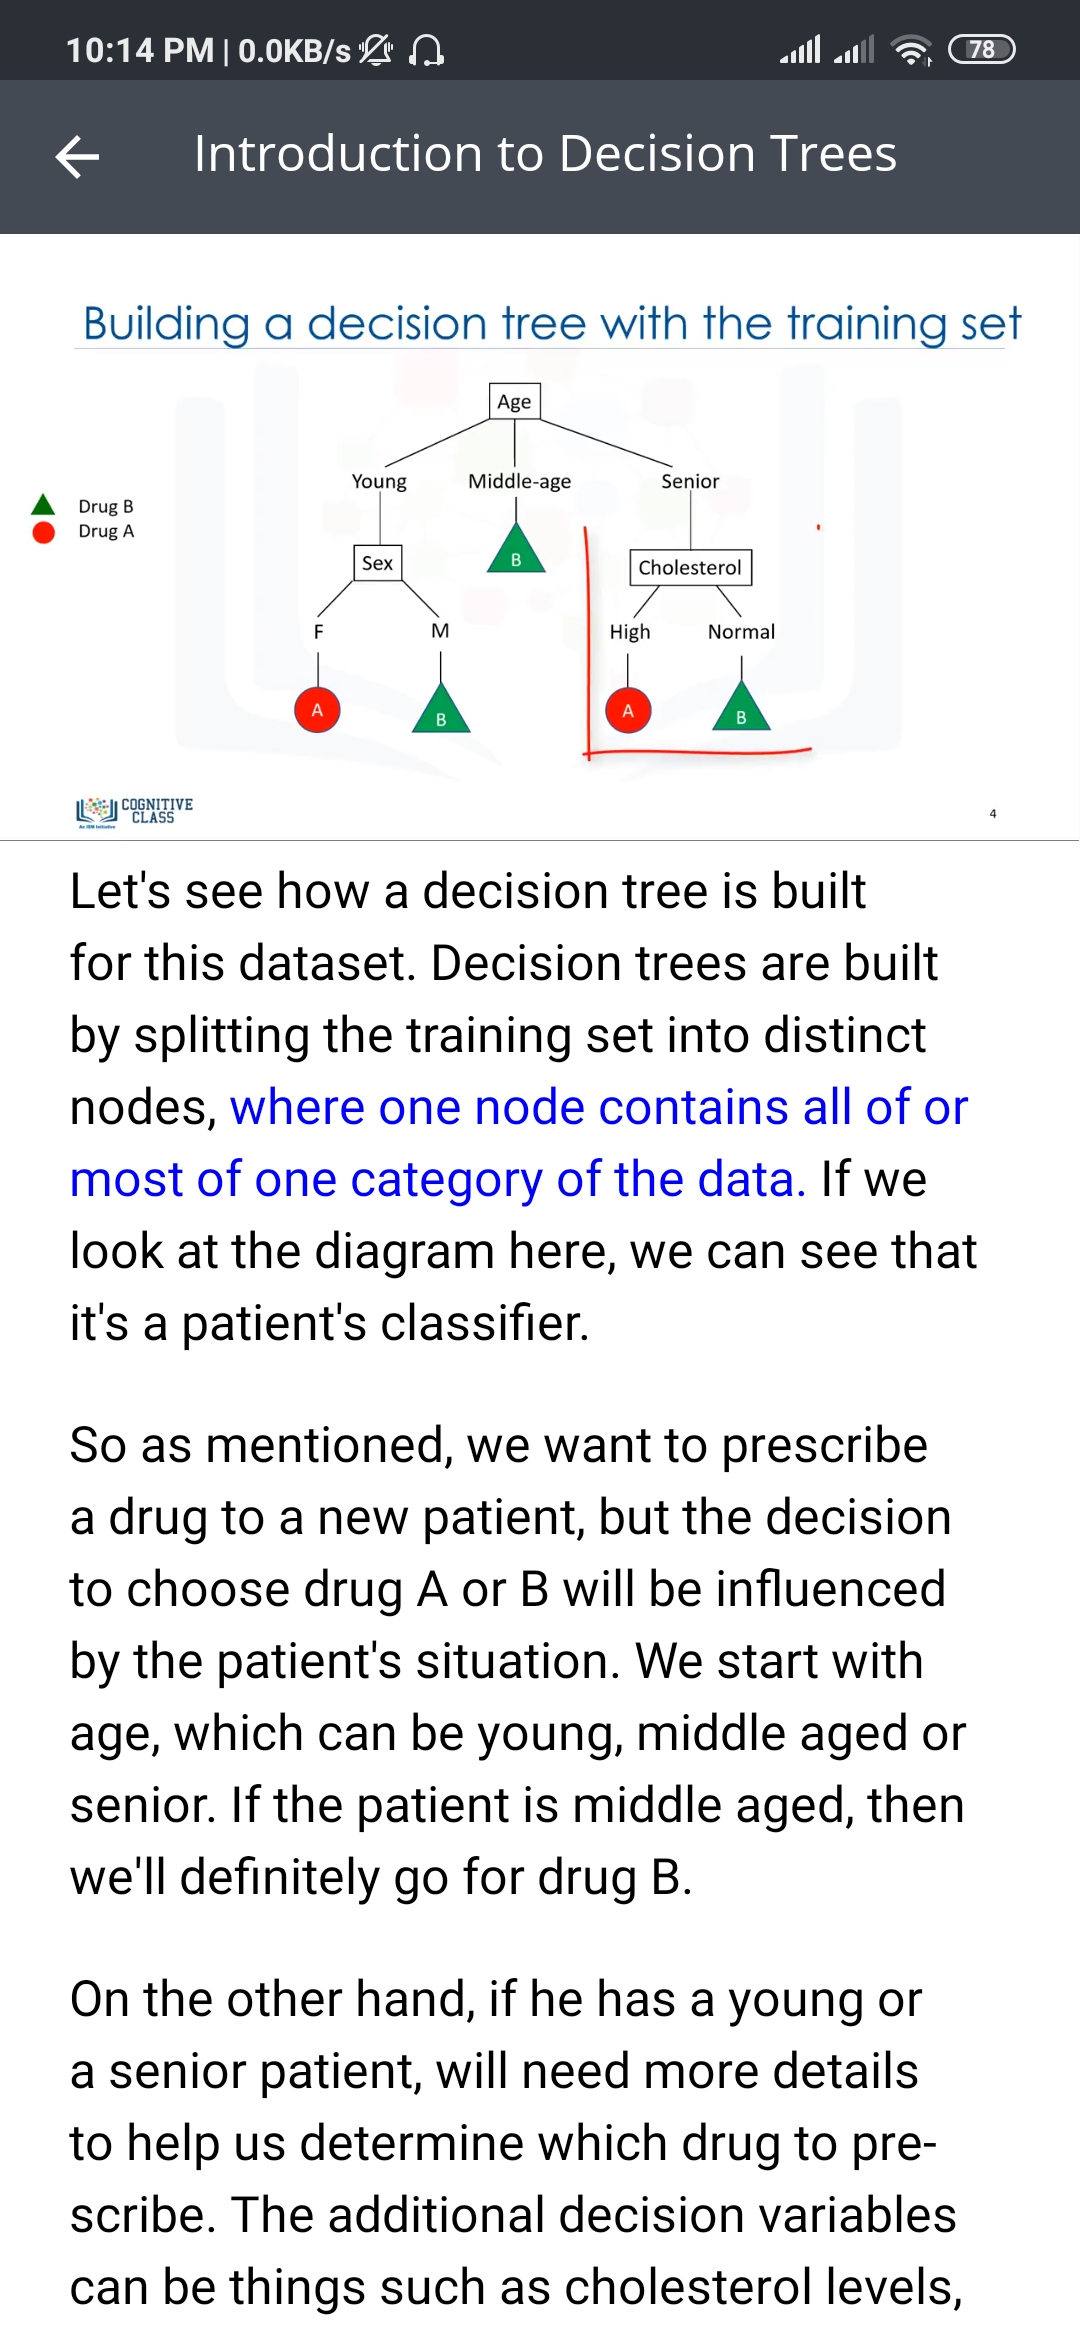 10:14 PM | 0.0KB/s
78
Introduction to Decision Trees
Building a decision tree with the training set
Age
Young
Middle-age
Senior
Drug B
Drug A
Sex
B
Cholesterol
F
M
High
Normal
A
B
A
B
COGNITIVE
CLASS
An IBM Initiative
4
Let's see how a decision tree is built
for this dataset. Decision trees are built
by splitting the training set into distinct
nodes, where one node contains all of or
most of one category of the data. If we
look at the diagram here, we can see that
it's a patient's classifier.
So as mentioned, we want to prescribe
a drug to a new patient, but the decision
to choose drug A or B will be influenced
by the patient's situation. We start with
age, which can be young, middle aged or
senior. If the patient is middle aged, then
we'll definitely go for drug B.
On the other hand, if he has a young or
a senior patient, will need more details
to help us determine which drug to pre-
scribe. The additional decision variables
can be things such as cholesterol levels,